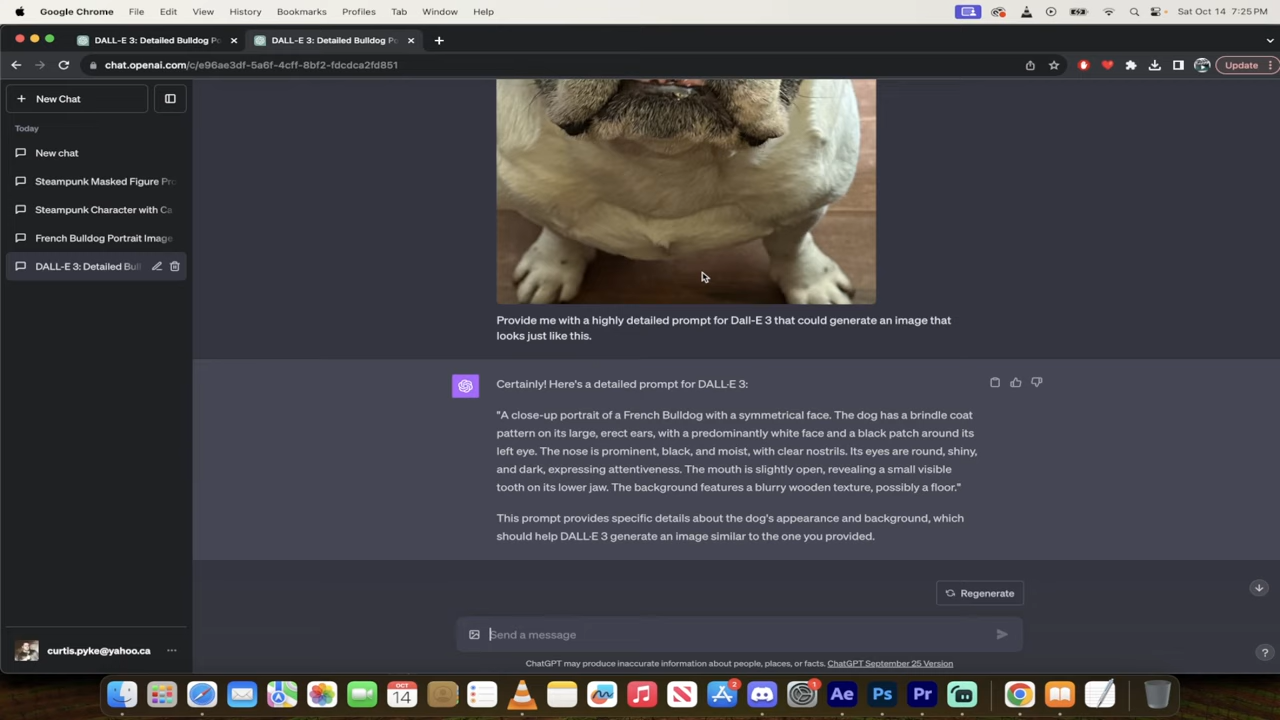 Google Chrome File Edit View History Bookmarks Profiles Tab Window Help Sat Oct 14 7:25 PM
DALL-E 3: Detailed Bulldog Po DALL-E 3: Detailed Bulldog Po
chat.openai.com/c/e96ae3df-5a6f-4cff-8bf2-fdcdca2fd851 Update
New Chat
Today
New chat
Steampunk Masked Figure Pro
Steampunk Character with Ca
French Bulldog Portrait Image
DALL-E 3: Detailed Bull
Provide me with a highly detailed prompt for Dall-E 3 that could generate an image that
looks just like this.
Certainly! Here's a detailed prompt for DALL·E 3:
"A close-up portrait of a French Bulldog with a symmetrical face. The dog has a brindle coat
pattern on its large, erect ears, with a predominantly white face and a black patch around its
left eye. The nose is prominent, black, and moist, with clear nostrils. Its eyes are round, shiny,
and dark, expressing attentiveness. The mouth is slightly open, revealing a small visible
tooth on its lower jaw. The background features a blurry wooden texture, possibly a floor."
This prompt provides specific details about the dog's appearance and background, which
should help DALL·E 3 generate an image similar to the one you provided.
Regenerate
Send a message
ChatGPT may produce inaccurate information about people, places, or facts. ChatGPT September 25 Version
?
curtis.pyke@yahoo.ca
OCT
14
2
1
Ae
Ps
Pr